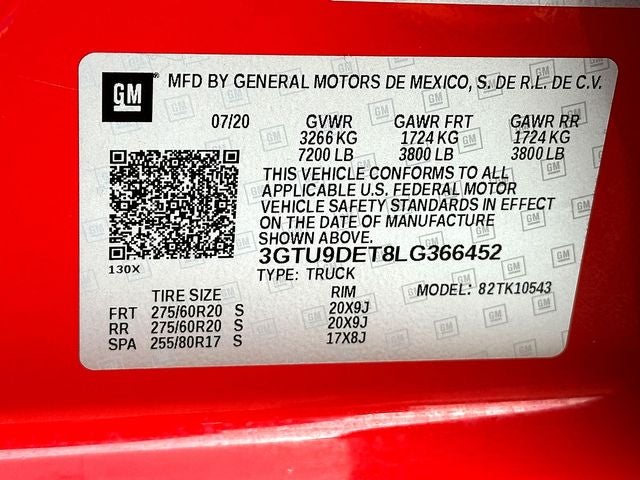 GM MFD BY GENERAL MOTORS DE MEXICO, S. DE R.L. DE C.V.
07/20 GVWR GAWR FRT GAWR RR
3266 KG 1724 KG 1724 KG
7200 LB 3800 LB 3800 LB
THIS VEHICLE CONFORMS TO ALL
APPLICABLE U.S. FEDERAL MOTOR
VEHICLE SAFETY STANDARDS IN EFFECT
ON THE DATE OF MANUFACTURE
SHOWN ABOVE.
3GTU9DET8LG366452
130X TYPE: TRUCK
TIRE SIZE RIM MODEL: 82TK10543
FRT 275/60R20 S 20X9J
RR 275/60R20 S 20X9J
SPA 255/80R17 S 17X8J